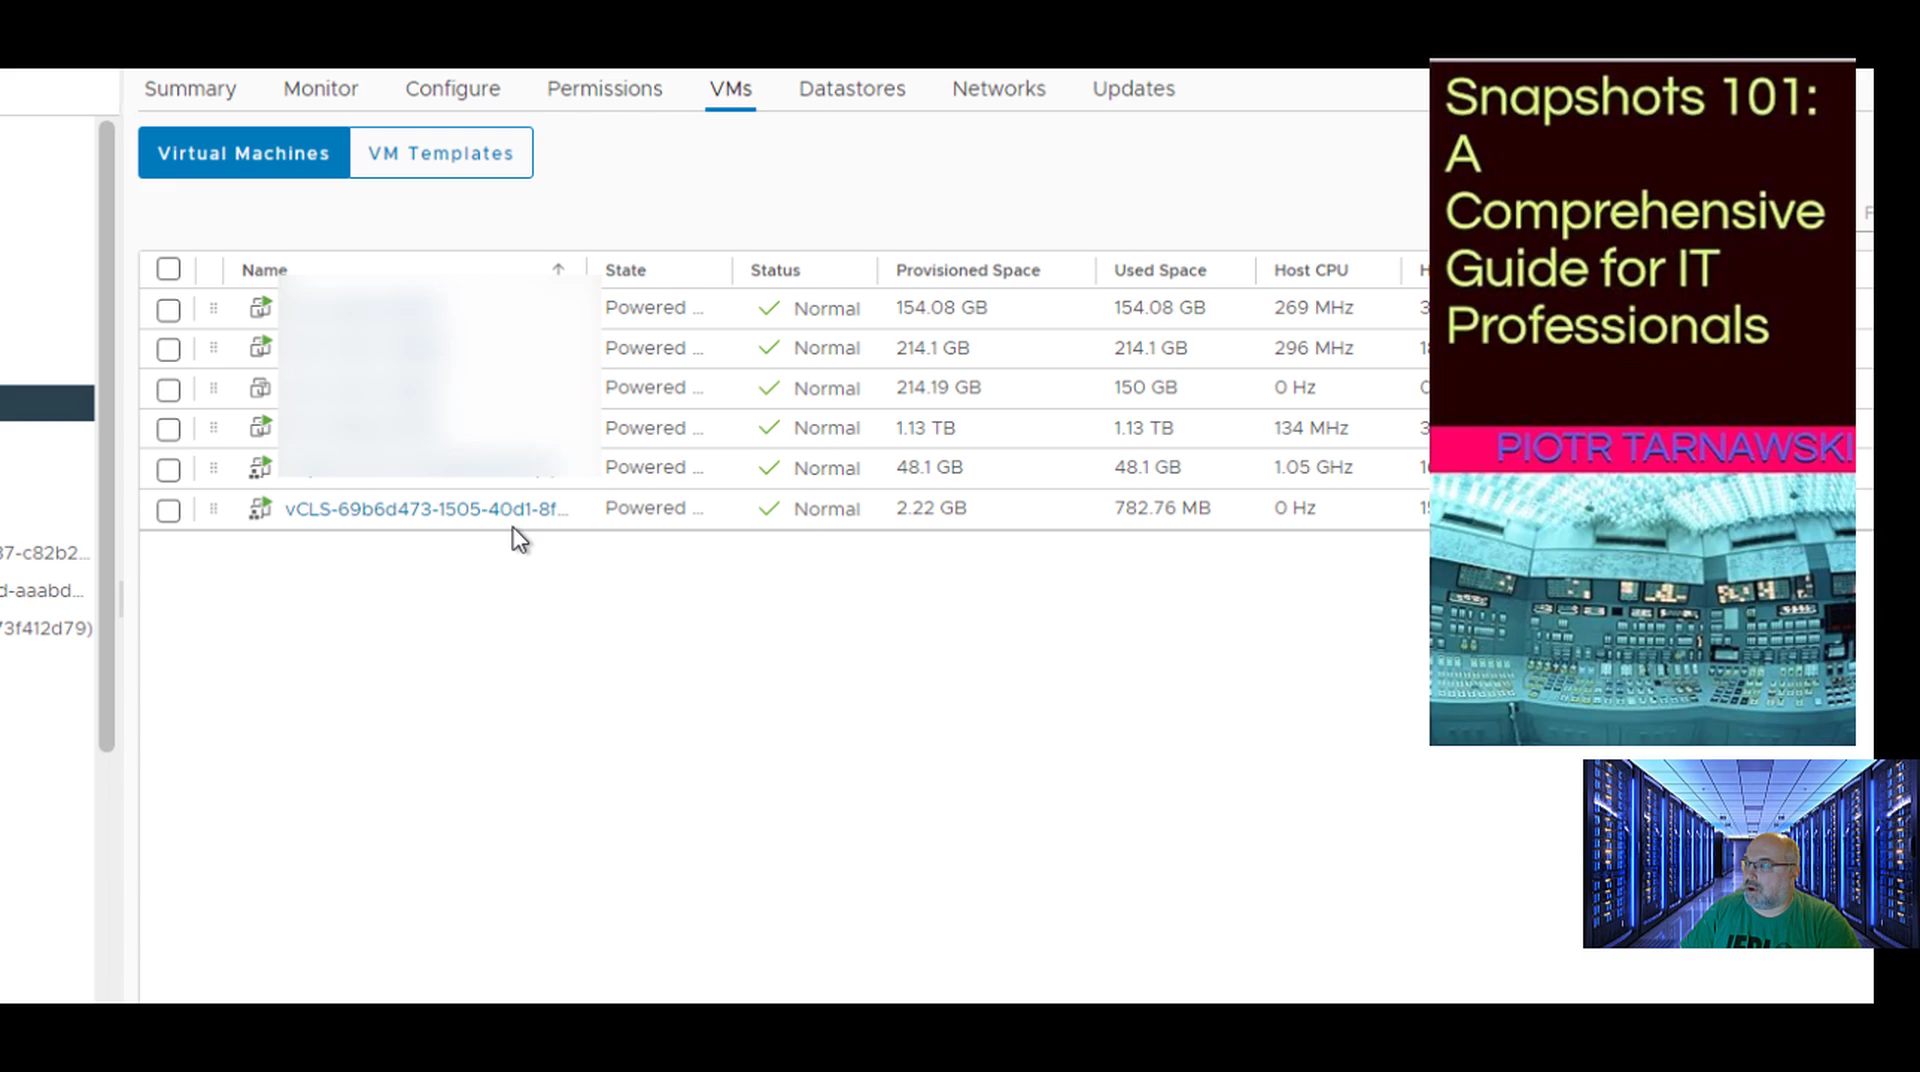 Summary Monitor Configure Permissions VMs Datastores Networks Updates
Virtual Machines VM Templates
Name State Status Provisioned Space Used Space Host CPU H
Powered ... Normal 154.08 GB 154.08 GB 269 MHz 3
Powered ... Normal 214.1 GB 214.1 GB 296 MHz
Powered ... Normal 214.19 GB 150 GB 0 Hz
Powered ... Normal 1.13 TB 1.13 TB 134 MHz 3
Powered ... Normal 48.1 GB 48.1 GB 1.05 GHz
vCLS-69b6d473-1505-40d1-8f... Powered ... Normal 2.22 GB 782.76 MB 0 Hz
37-c82b2...
d-aaabd...
73f412d79)
Snapshots 101:
A
Comprehensive
Guide for IT
Professionals
PIOTR TARNAWSKI